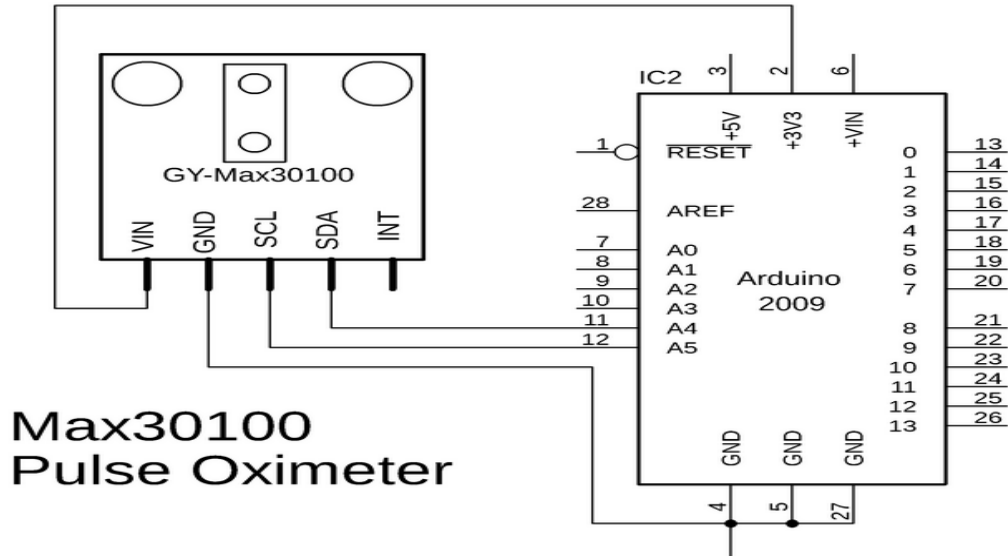 IC2
3
2
6
+5V
+3V3
+VIN
GY-Max30100
VIN
GND
SCL
SDA
INT
1
RESET
28
AREF
7
A0
8
A1
9
A2
10
A3
11
A4
12
A5
Arduino
2009
0
13
1
14
2
15
3
16
4
17
5
18
6
19
7
20
8
21
9
22
10
23
11
24
12
25
13
26
GND
GND
GND
4
5
27
Max30100
Pulse Oximeter